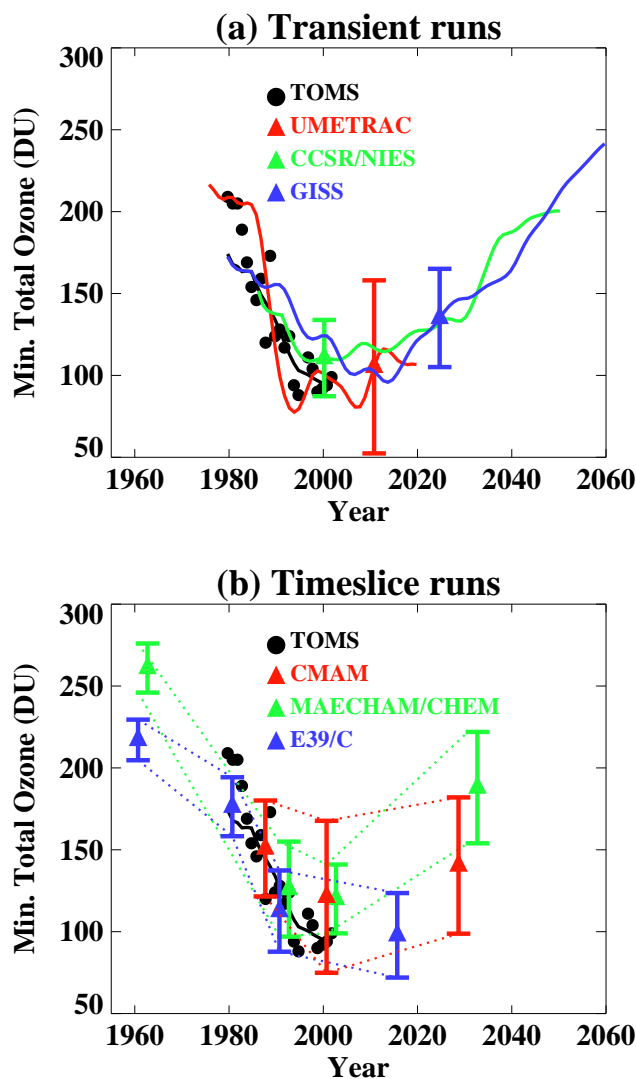 (a) Transient runs
300
250
200
150
100
50
Min. Total Ozone (DU)
TOMS
UMETRAC
CCSR/NIES
GISS
1960 1980 2000 2020 2040 2060
Year
(b) Timeslice runs
300
250
200
150
100
50
Min. Total Ozone (DU)
TOMS
CMAM
MAECHAM/CHEM
E39/C
1960 1980 2000 2020 2040 2060
Year